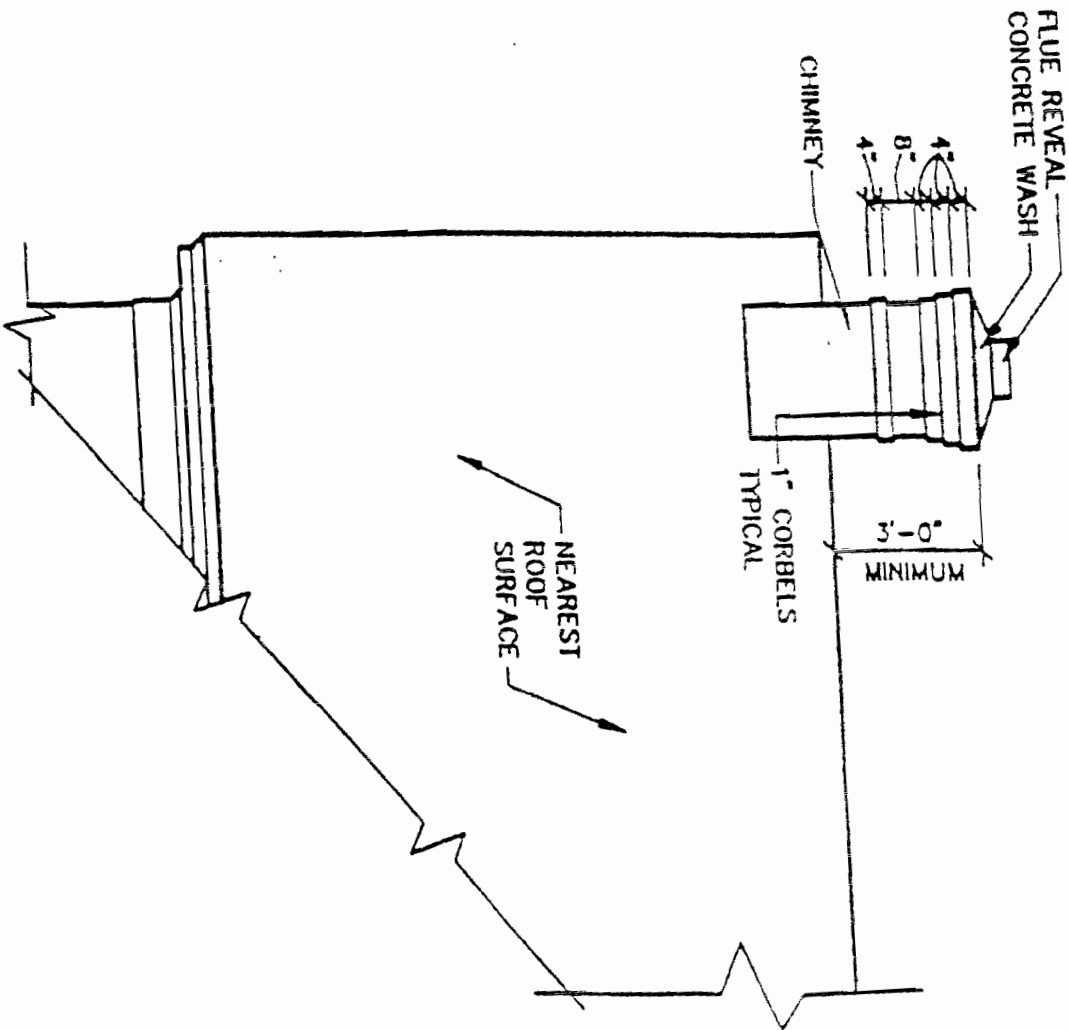 FLUE REVEAL
CONCRETE WASH
4"
8"
4"
CHIMNEY
3'-0"
MINIMUM
1" CORBELS
TYPICAL
NEAREST
ROOF
SURFACE